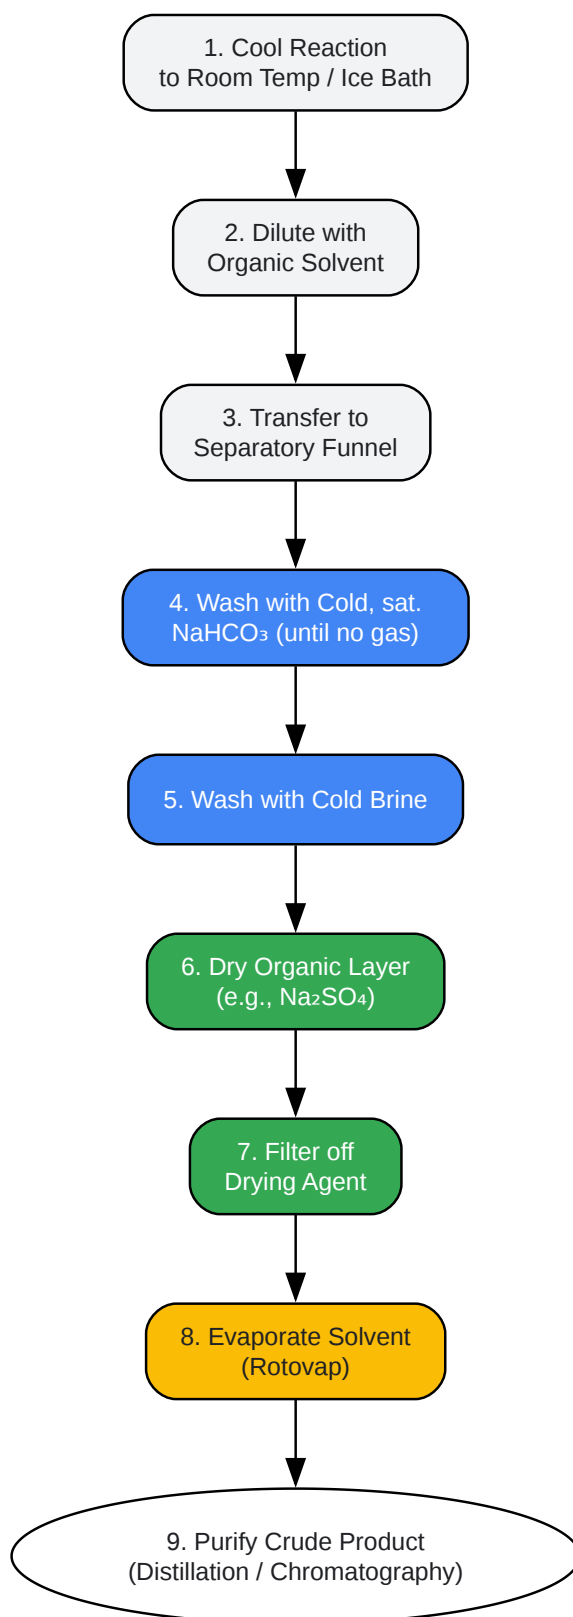 1. Cool Reaction
to Room Temp / Ice Bath
2. Dilute with
Organic Solvent
3. Transfer to
Separatory Funnel
4. Wash with Cold, sat.
NaHCO₃ (until no gas)
5. Wash with Cold Brine
6. Dry Organic Layer
(e.g., Na₂SO₄)
7. Filter off
Drying Agent
8. Evaporate Solvent
(Rotovap)
9. Purify Crude Product
(Distillation / Chromatography)